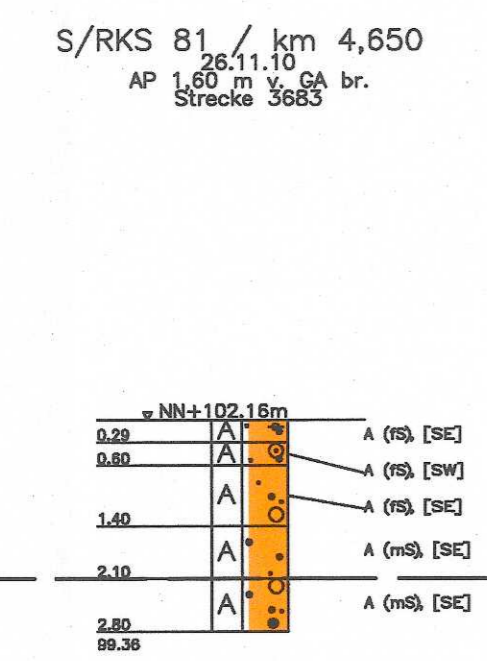 S/RKS 81 / km 4,650
26.11.10
AP 1,60 m v. GA br.
Strecke 3683
NN+102.16m
0.29 A A (fS), [SE]
0.60 A A (fS), [SW]
1.40 A A (fS), [SE]
2.10 A A (mS), [SE]
2.80 A A (mS), [SE]
99.36